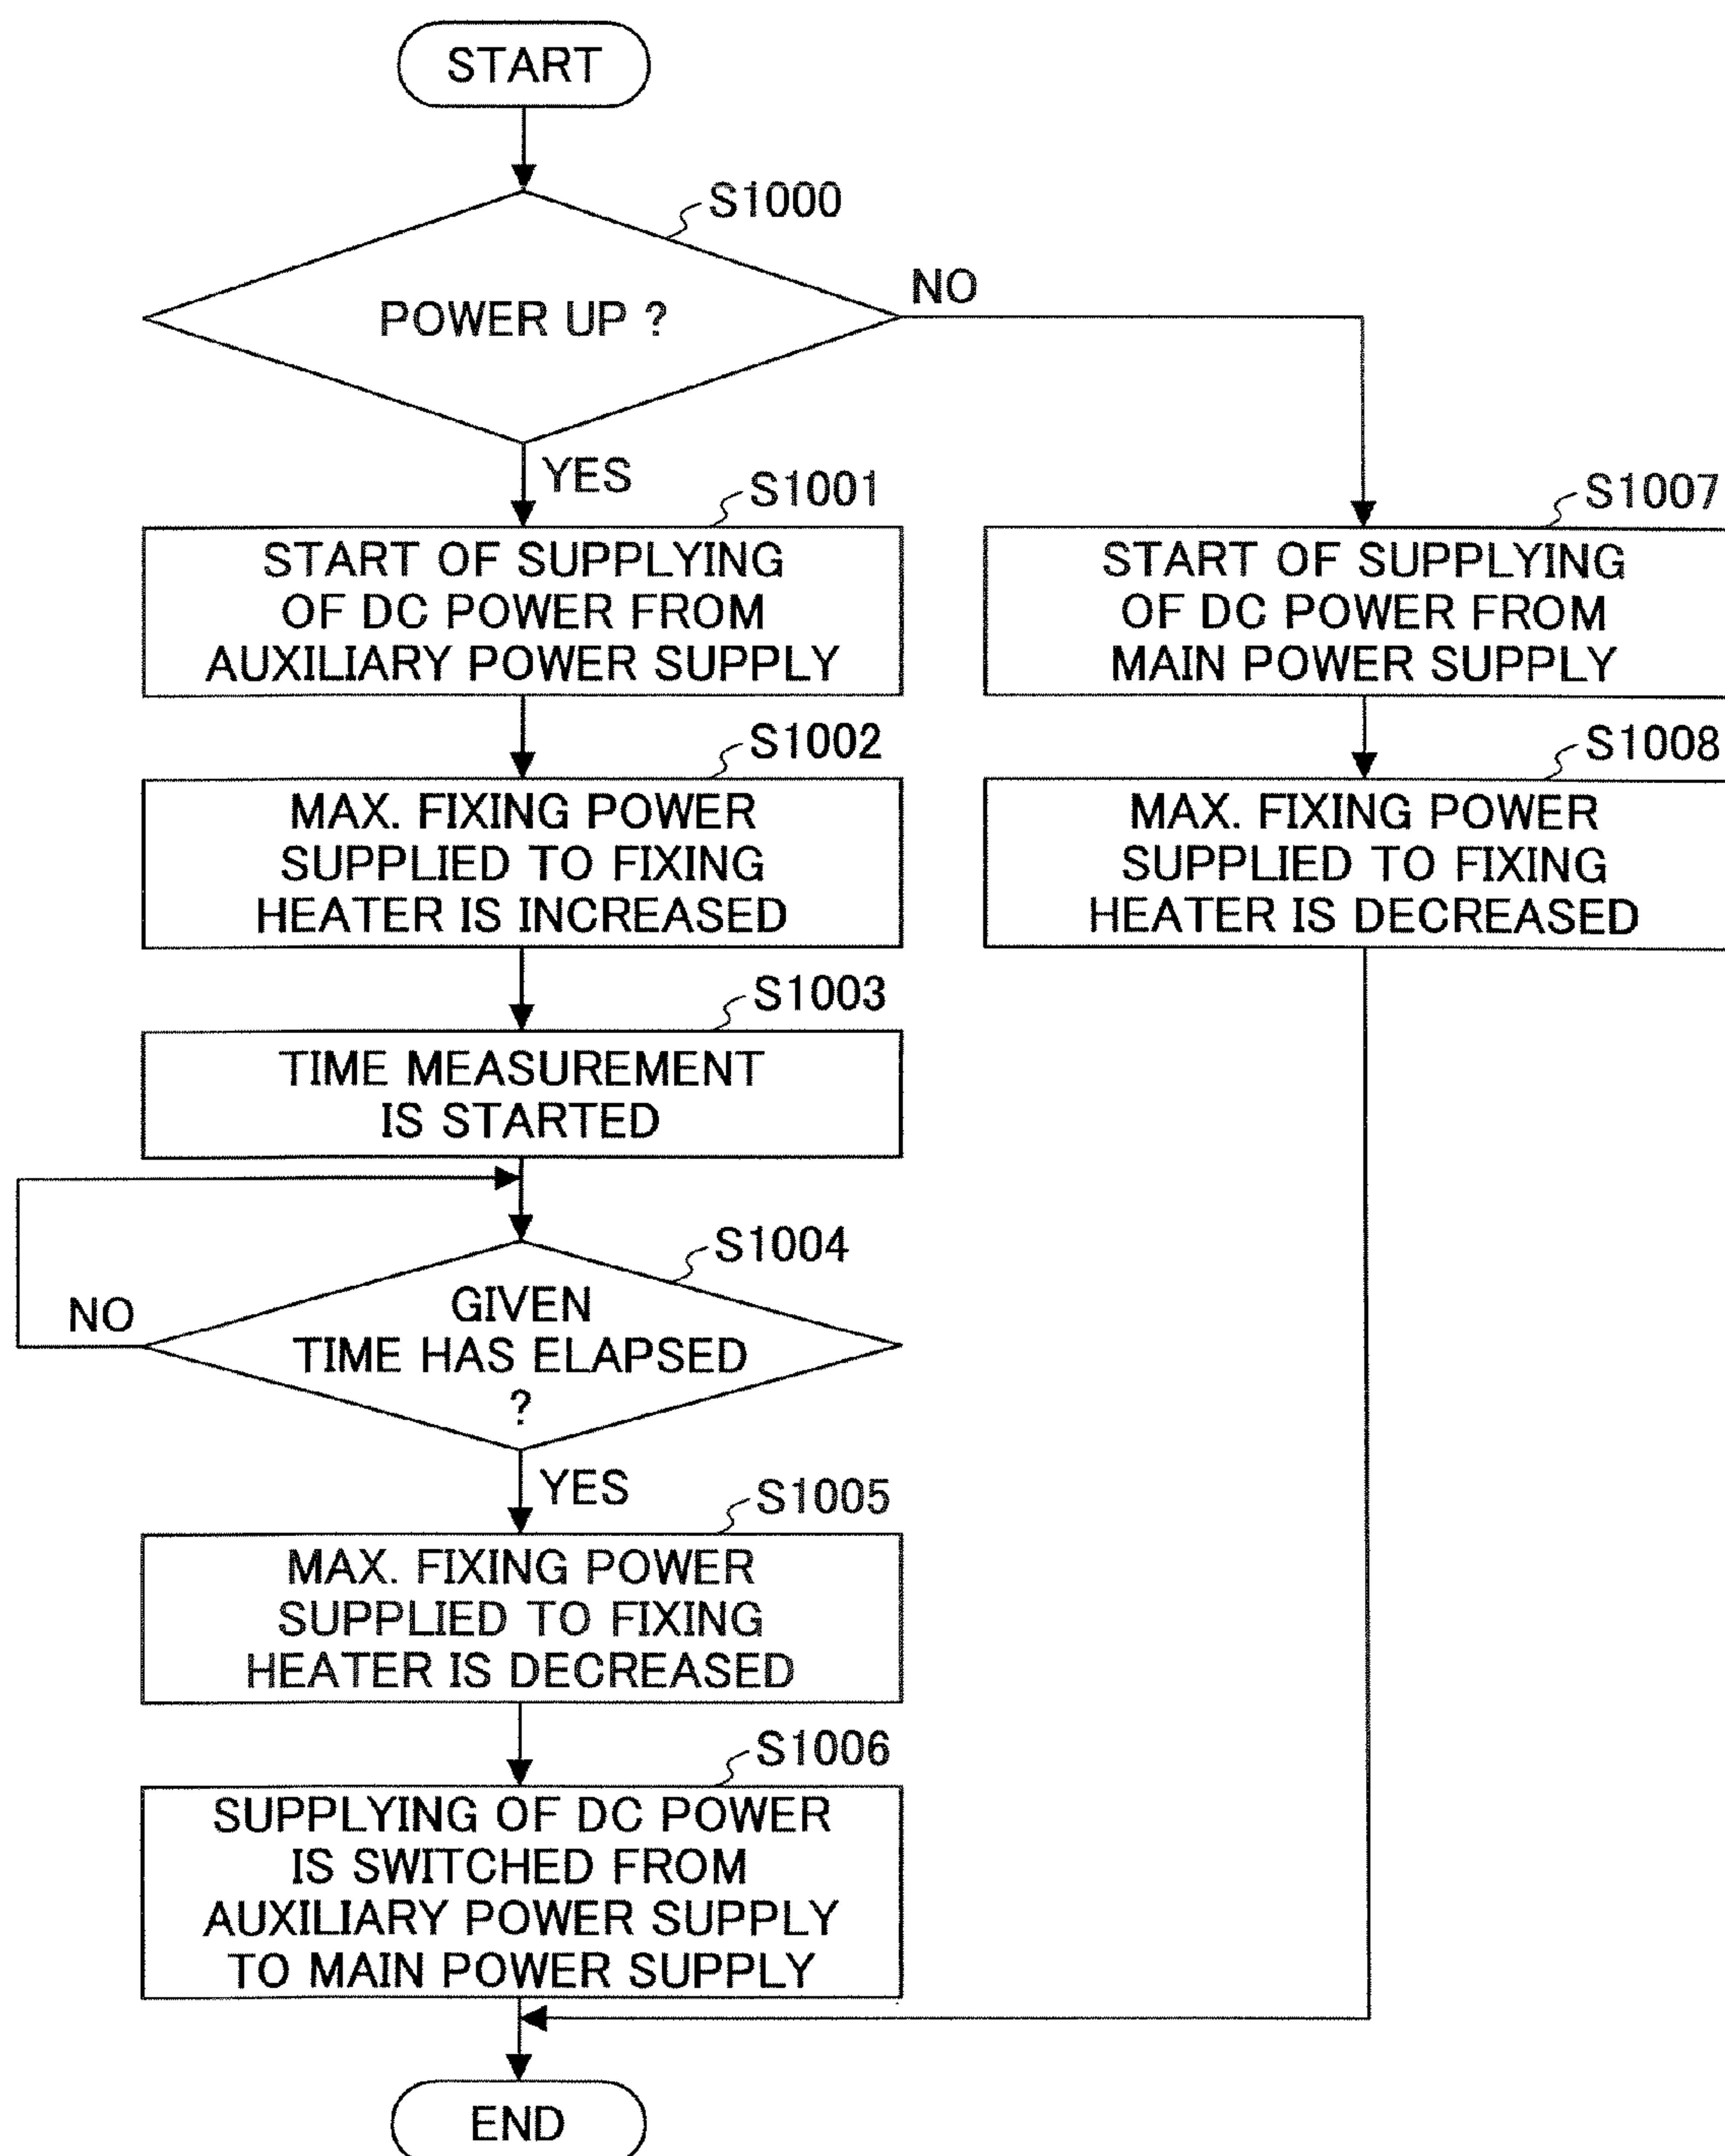 START
S1000
POWER UP ?
NO
YES
S1001
START OF SUPPLYING
OF DC POWER FROM
AUXILIARY POWER SUPPLY
S1007
START OF SUPPLYING
OF DC POWER FROM
MAIN POWER SUPPLY
S1002
MAX. FIXING POWER
SUPPLIED TO FIXING
HEATER IS INCREASED
S1008
MAX. FIXING POWER
SUPPLIED TO FIXING
HEATER IS DECREASED
S1003
TIME MEASUREMENT
IS STARTED
S1004
GIVEN
TIME HAS ELAPSED
?
NO
YES
S1005
MAX. FIXING POWER
SUPPLIED TO FIXING
HEATER IS DECREASED
S1006
SUPPLYING OF DC POWER
IS SWITCHED FROM
AUXILIARY POWER SUPPLY
TO MAIN POWER SUPPLY
END